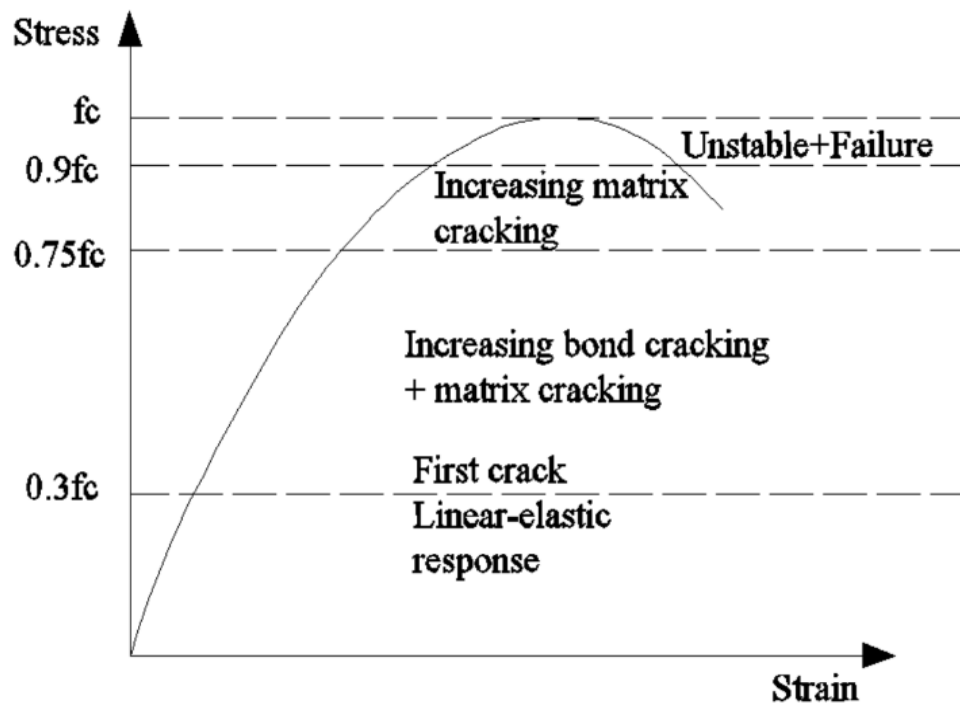 Stress
fc
Unstable+Failure
0.9fc
Increasing matrix
cracking
0.75fc
Increasing bond cracking
+ matrix cracking
First crack
0.3fc
Linear-elastic
response
Strain